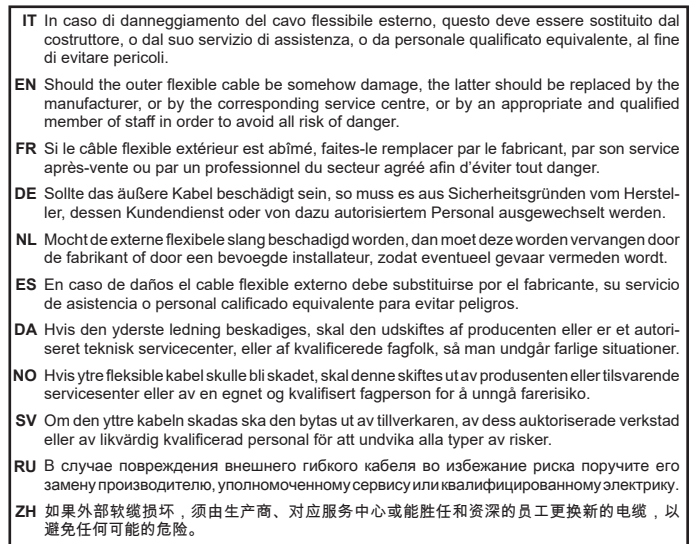 IT In caso di danneggiamento del cavo flessibile esterno, questo deve essere sostituito dal
costruttore, o dal suo servizio di assistenza, o da personale qualificato equivalente, al fine
di evitare pericoli.
EN Should the outer flexible cable be somehow damage, the latter should be replaced by the
manufacturer, or by the corresponding service centre, or by an appropriate and qualified
member of staff in order to avoid all risk of danger.
FR Si le câble flexible extérieur est abîmé, faites-le remplacer par le fabricant, par son service
après-vente ou par un professionnel du secteur agréé afin d'éviter tout danger.
DE Sollte das äußere Kabel beschädigt sein, so muss es aus Sicherheitsgründen vom Herstel-
ler, dessen Kundendienst oder von dazu autorisiertem Personal ausgewechselt werden.
NL Mocht de externe flexibele slang beschadigd worden, dan moet deze worden vervangen door
de fabrikant of door een bevoegde installateur, zodat eventueel gevaar vermeden wordt.
ES En caso de daños el cable flexible externo debe substituirse por el fabricante, su servicio
de asistencia o personal calificado equivalente para evitar peligros.
DA Hvis den yderste ledning beskadiges, skal den udskiftes af producenten eller er et autori-
seret teknisk servicecenter, eller af kvalificerede fagfolk, så man undgår farlige situationer.
NO Hvis ytre fleksible kabel skulle bli skadet, skal denne skiftes ut av produsenten eller tilsvarende
servicesenter eller av en egnet og kvalifisert fagperson for å unngå farerisiko.
SV Om den yttre kabeln skadas ska den bytas ut av tillverkaren, av dess auktoriserade verkstad
eller av likvärdig kvalificerad personal för att undvika alla typer av risker.
RU В случае повреждения внешнего гибкого кабеля во избежание риска поручите его
замену производителю, уполномоченному сервису или квалифицированному электрику.
ZH 如果外部软缆损坏，须由生产商、对应服务中心或能胜任和资深的员工更换新的电缆，以
避免任何可能的危险。